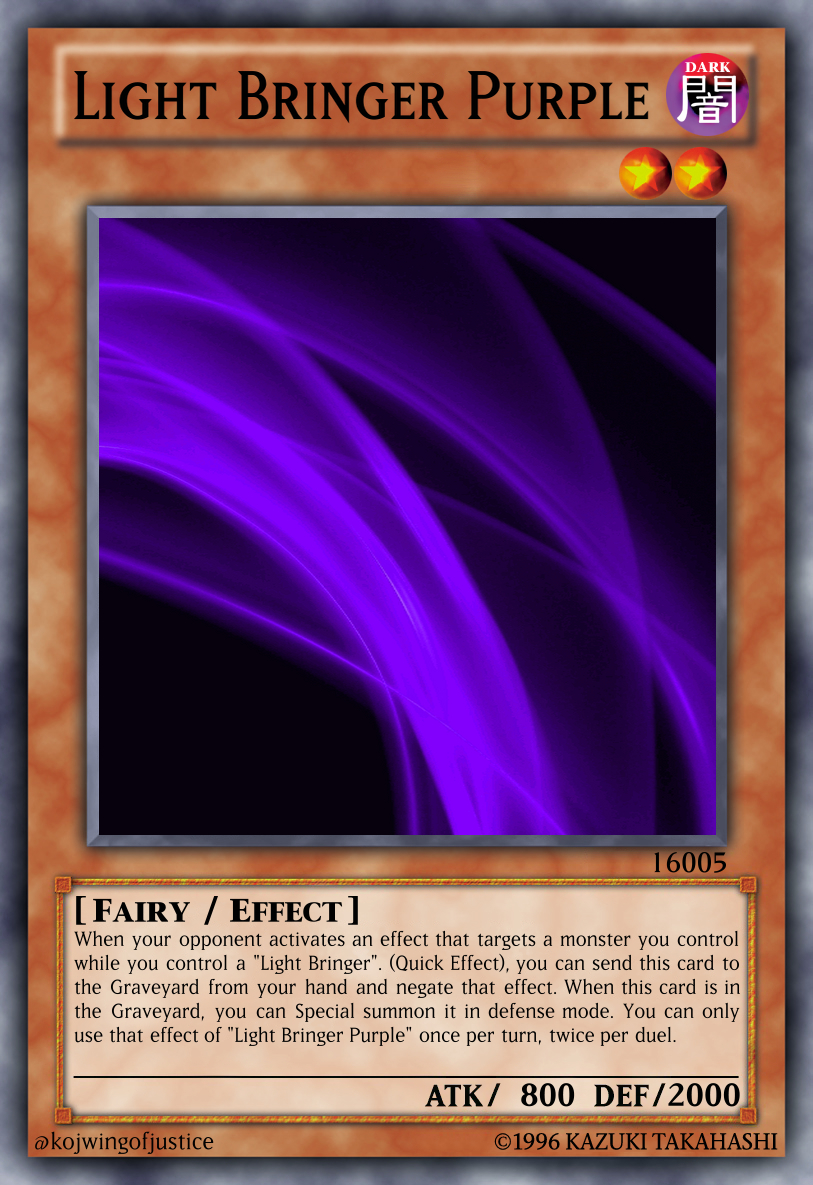 Light Bringer Purple
DARK
闇
16005
[ Fairy / Effect ]
When your opponent activates an effect that targets a monster you control
while you control a "Light Bringer". (Quick Effect), you can send this card to
the Graveyard from your hand and negate that effect. When this card is in
the Graveyard, you can Special summon it in defense mode. You can only
use that effect of "Light Bringer Purple" once per turn, twice per duel.
ATK/ 800 DEF/2000
@kojwingofjustice ©1996 KAZUKI TAKAHASHI